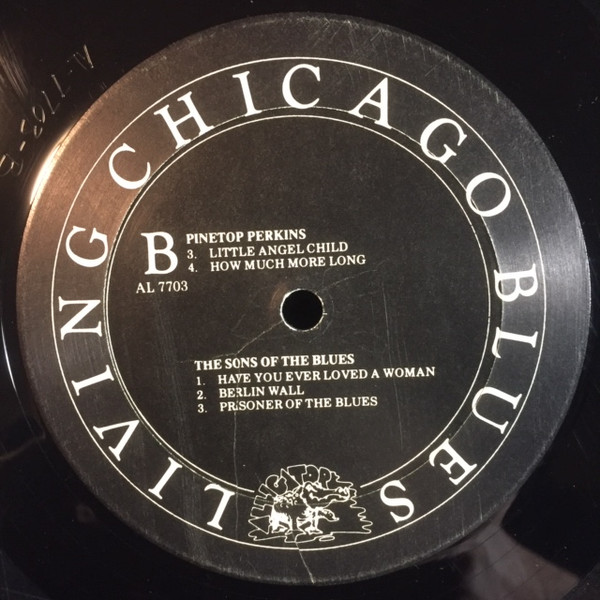 LIVING CHICAGO BLUES
B
AL 7703
PINETOP PERKINS
3. LITTLE ANGEL CHILD
4. HOW MUCH MORE LONG
THE SONS OF THE BLUES
1. HAVE YOU EVER LOVED A WOMAN
2. BERLIN WALL
3. PRISONER OF THE BLUES
ALLIGATOR